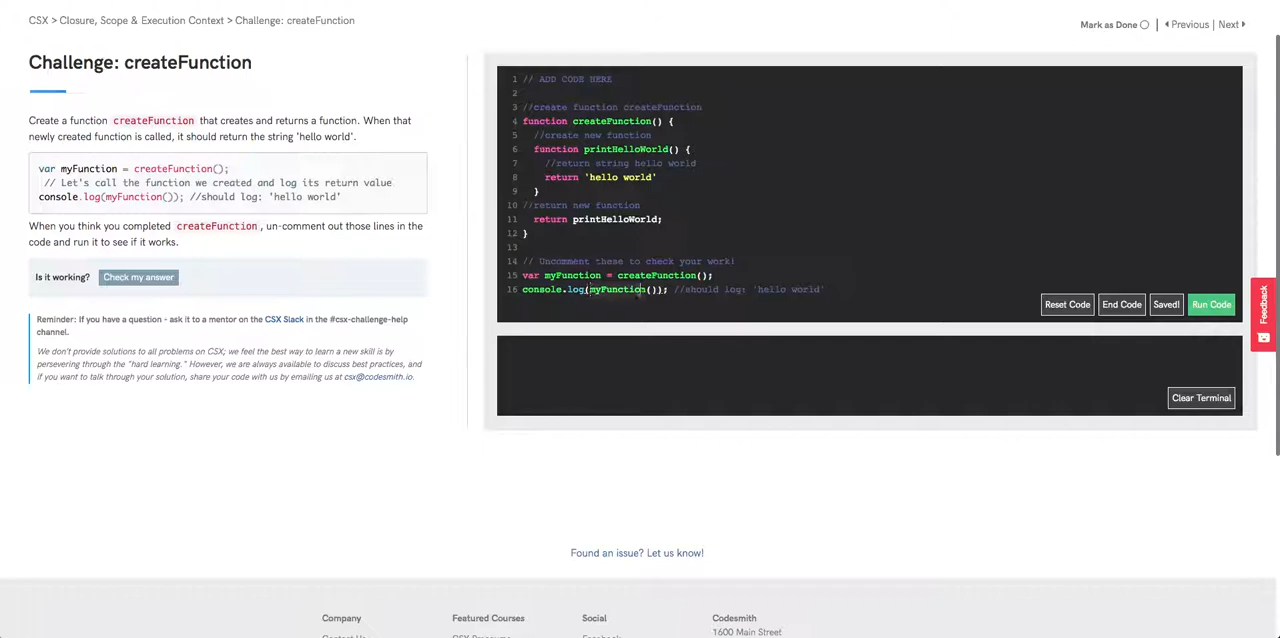 CSX > Closure, Scope & Execution Context > Challenge: createFunction
Mark as Done
Previous | Next
Challenge: createFunction
Create a function createFunction that creates and returns a function. When that
newly created function is called, it should return the string 'hello world'.
var myFunction = createFunction();
// Let's call the function we created and log its return value
console.log(myFunction()); //should log: 'hello world'
When you think you completed createFunction, un-comment out those lines in the
code and run it to see if it works.
Is it working? Check my answer
Reminder: If you have a question - ask it to a mentor on the CSX Slack in the #csx-challenge-help
channel.
We don't provide solutions to all problems on CSX; we feel the best way to learn a new skill is by
persevering through the "hard learning." However, we are always available to discuss best practices, and
if you want to talk through your solution, share your code with us by emailing us at csx@codesmith.io.
1 // ADD CODE HERE
2
3 //create function createFunction
4 function createFunction() {
5 //create new function
6 function printHelloWorld() {
7 //return string hello world
8 return 'hello world'
9 }
10 //return new function
11 return printHelloWorld;
12 }
13
14 // Uncomment these to check your work!
15 var myFunction = createFunction();
16 console.log(myFunction()); //should log: 'hello world'
Reset Code End Code Saved! Run Code
Clear Terminal
Feedback
Found an issue? Let us know!
Company Featured Courses Social Codesmith
1600 Main Street